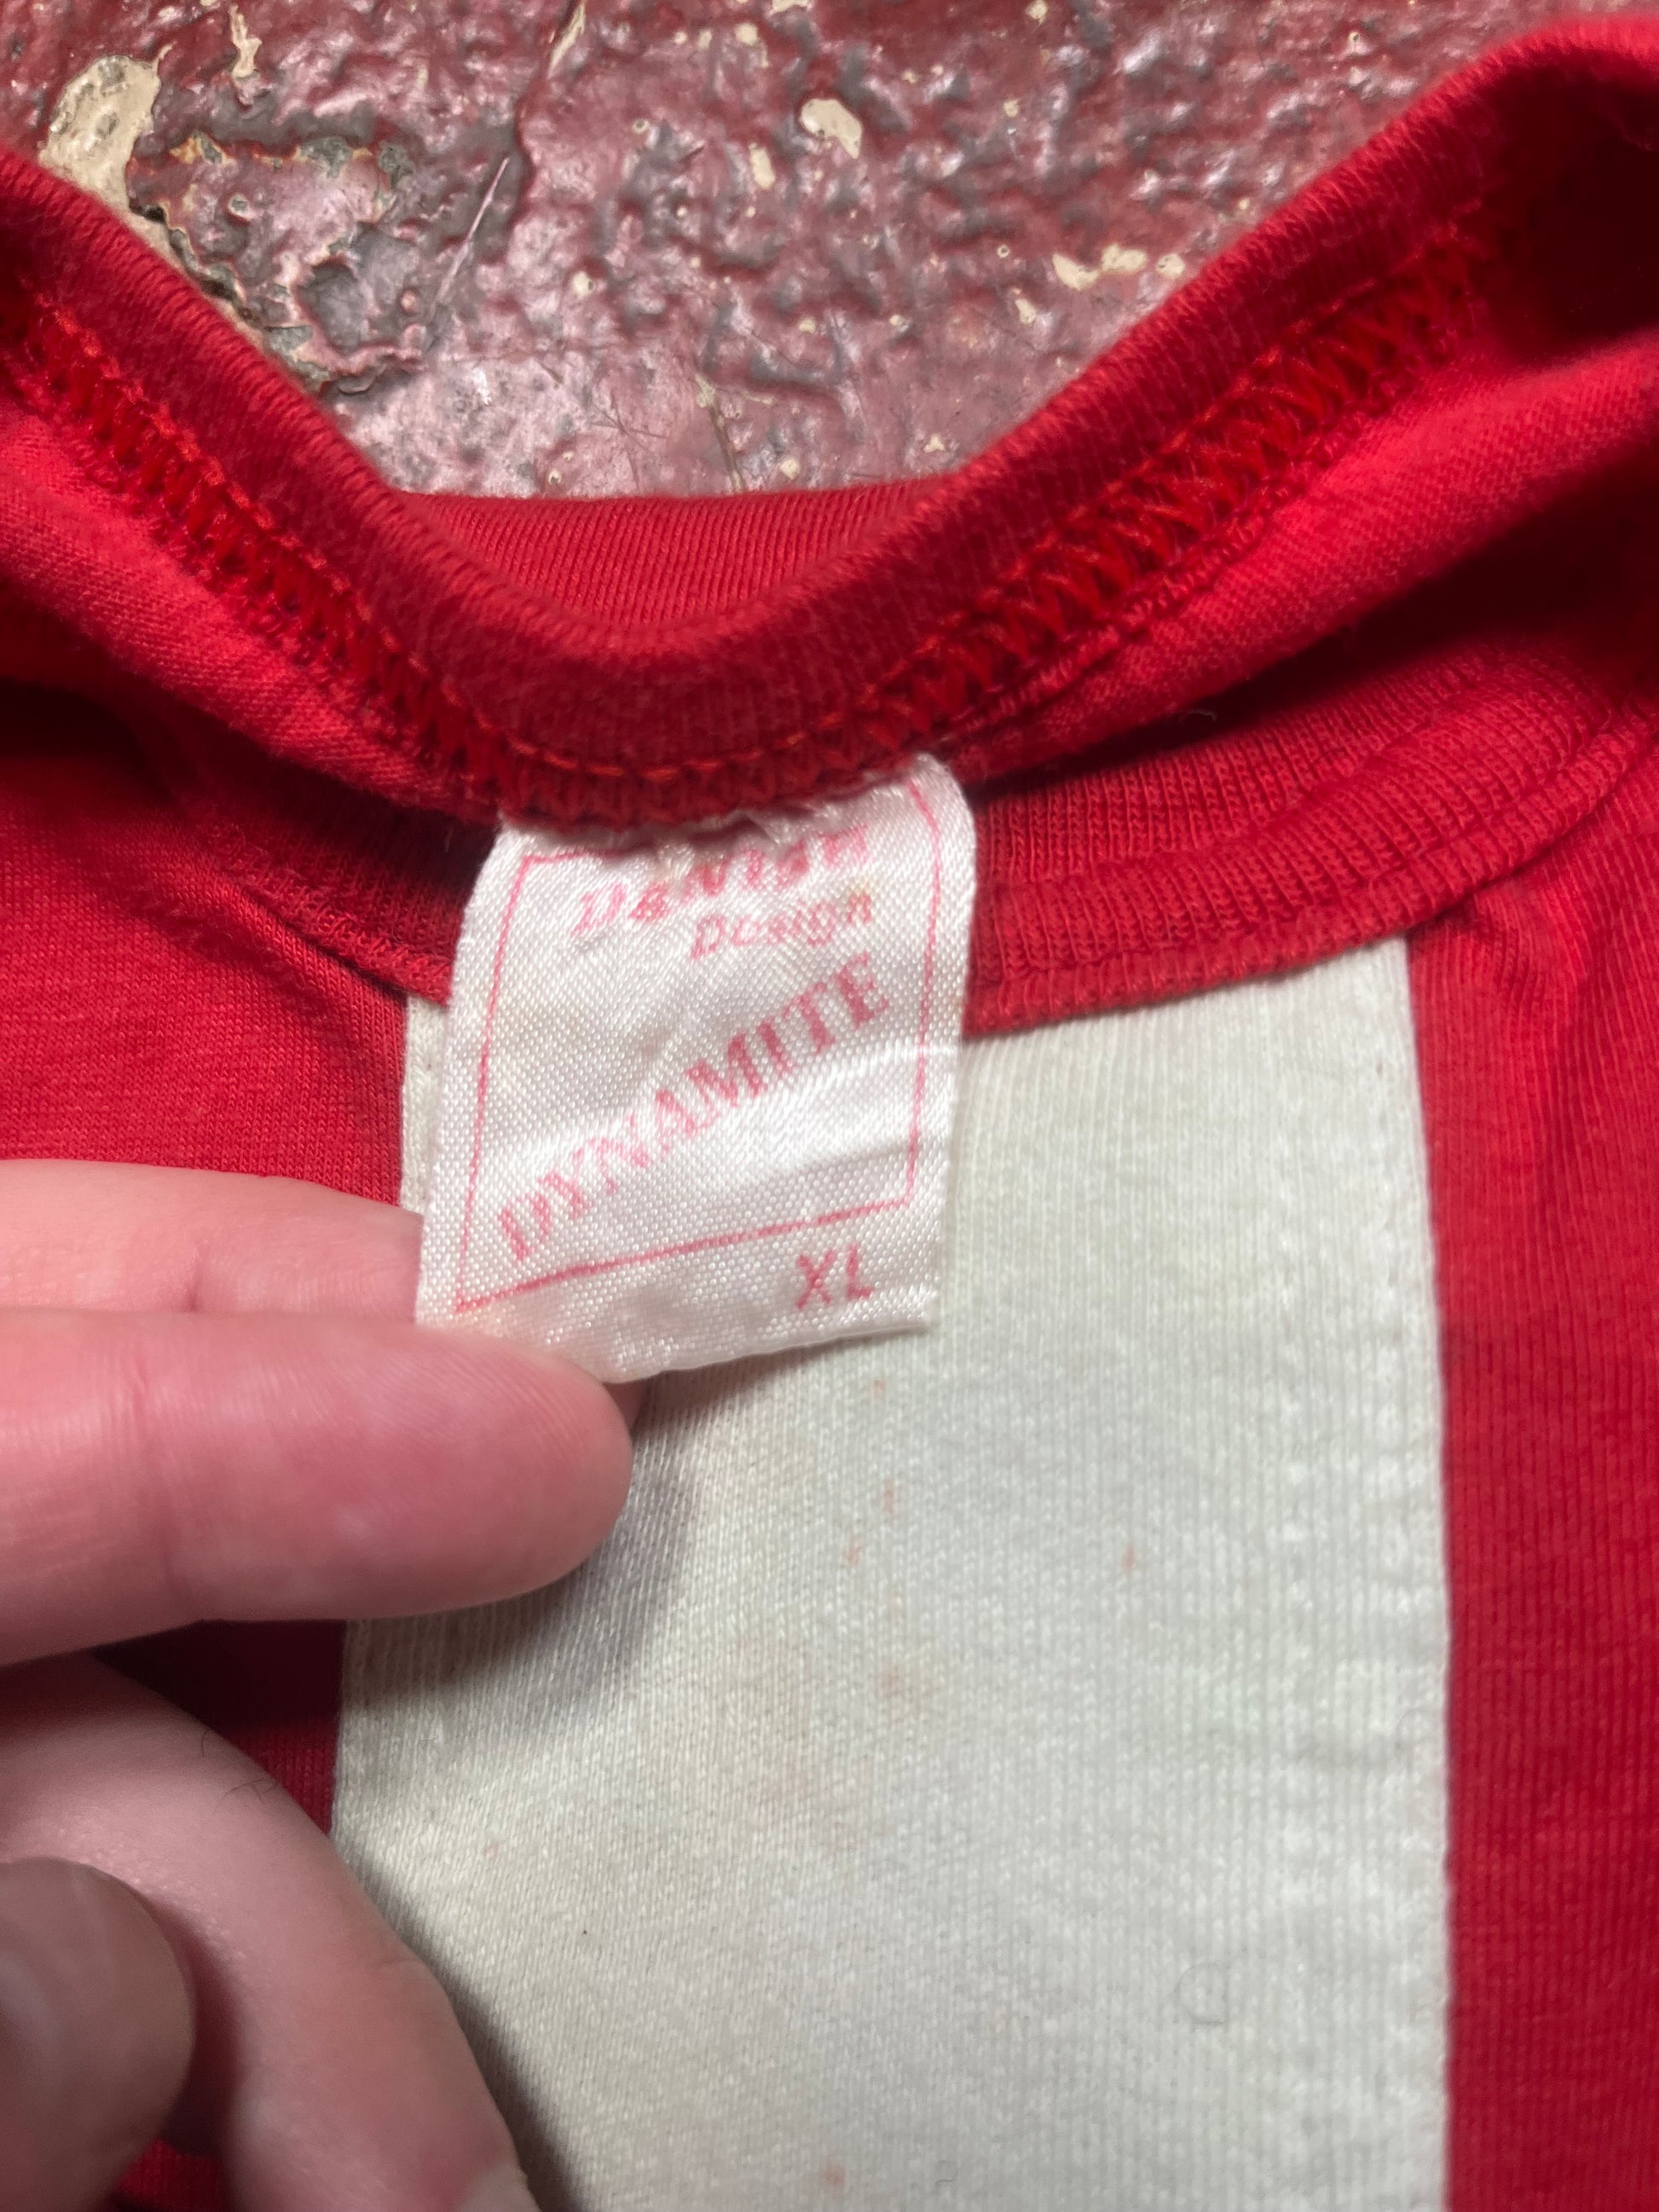 Danish
Design
DYNAMITE
XL